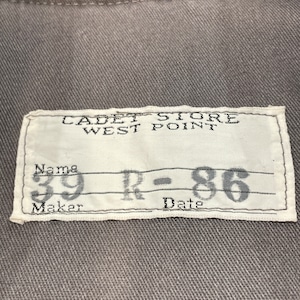 CADET STORE
WEST POINT
Name
39 R-86
Maker Date